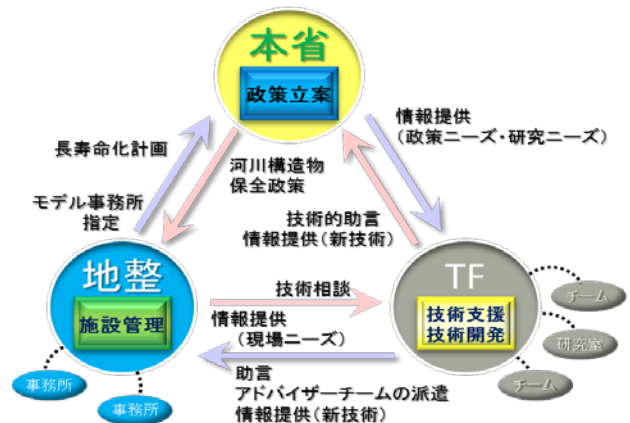 本省
政策立案
長寿命化計画
モデル事務所
指定
河川構造物
保全政策
情報提供
(政策ニーズ・研究ニーズ)
技術的助言
情報提供(新技術)
地整
施設管理
事務所
事務所
技術相談
情報提供
(現場ニーズ)
助言
アドバイザーチームの派遣
情報提供(新技術)
TF
技術支援
技術開発
チーム
研究室
チーム